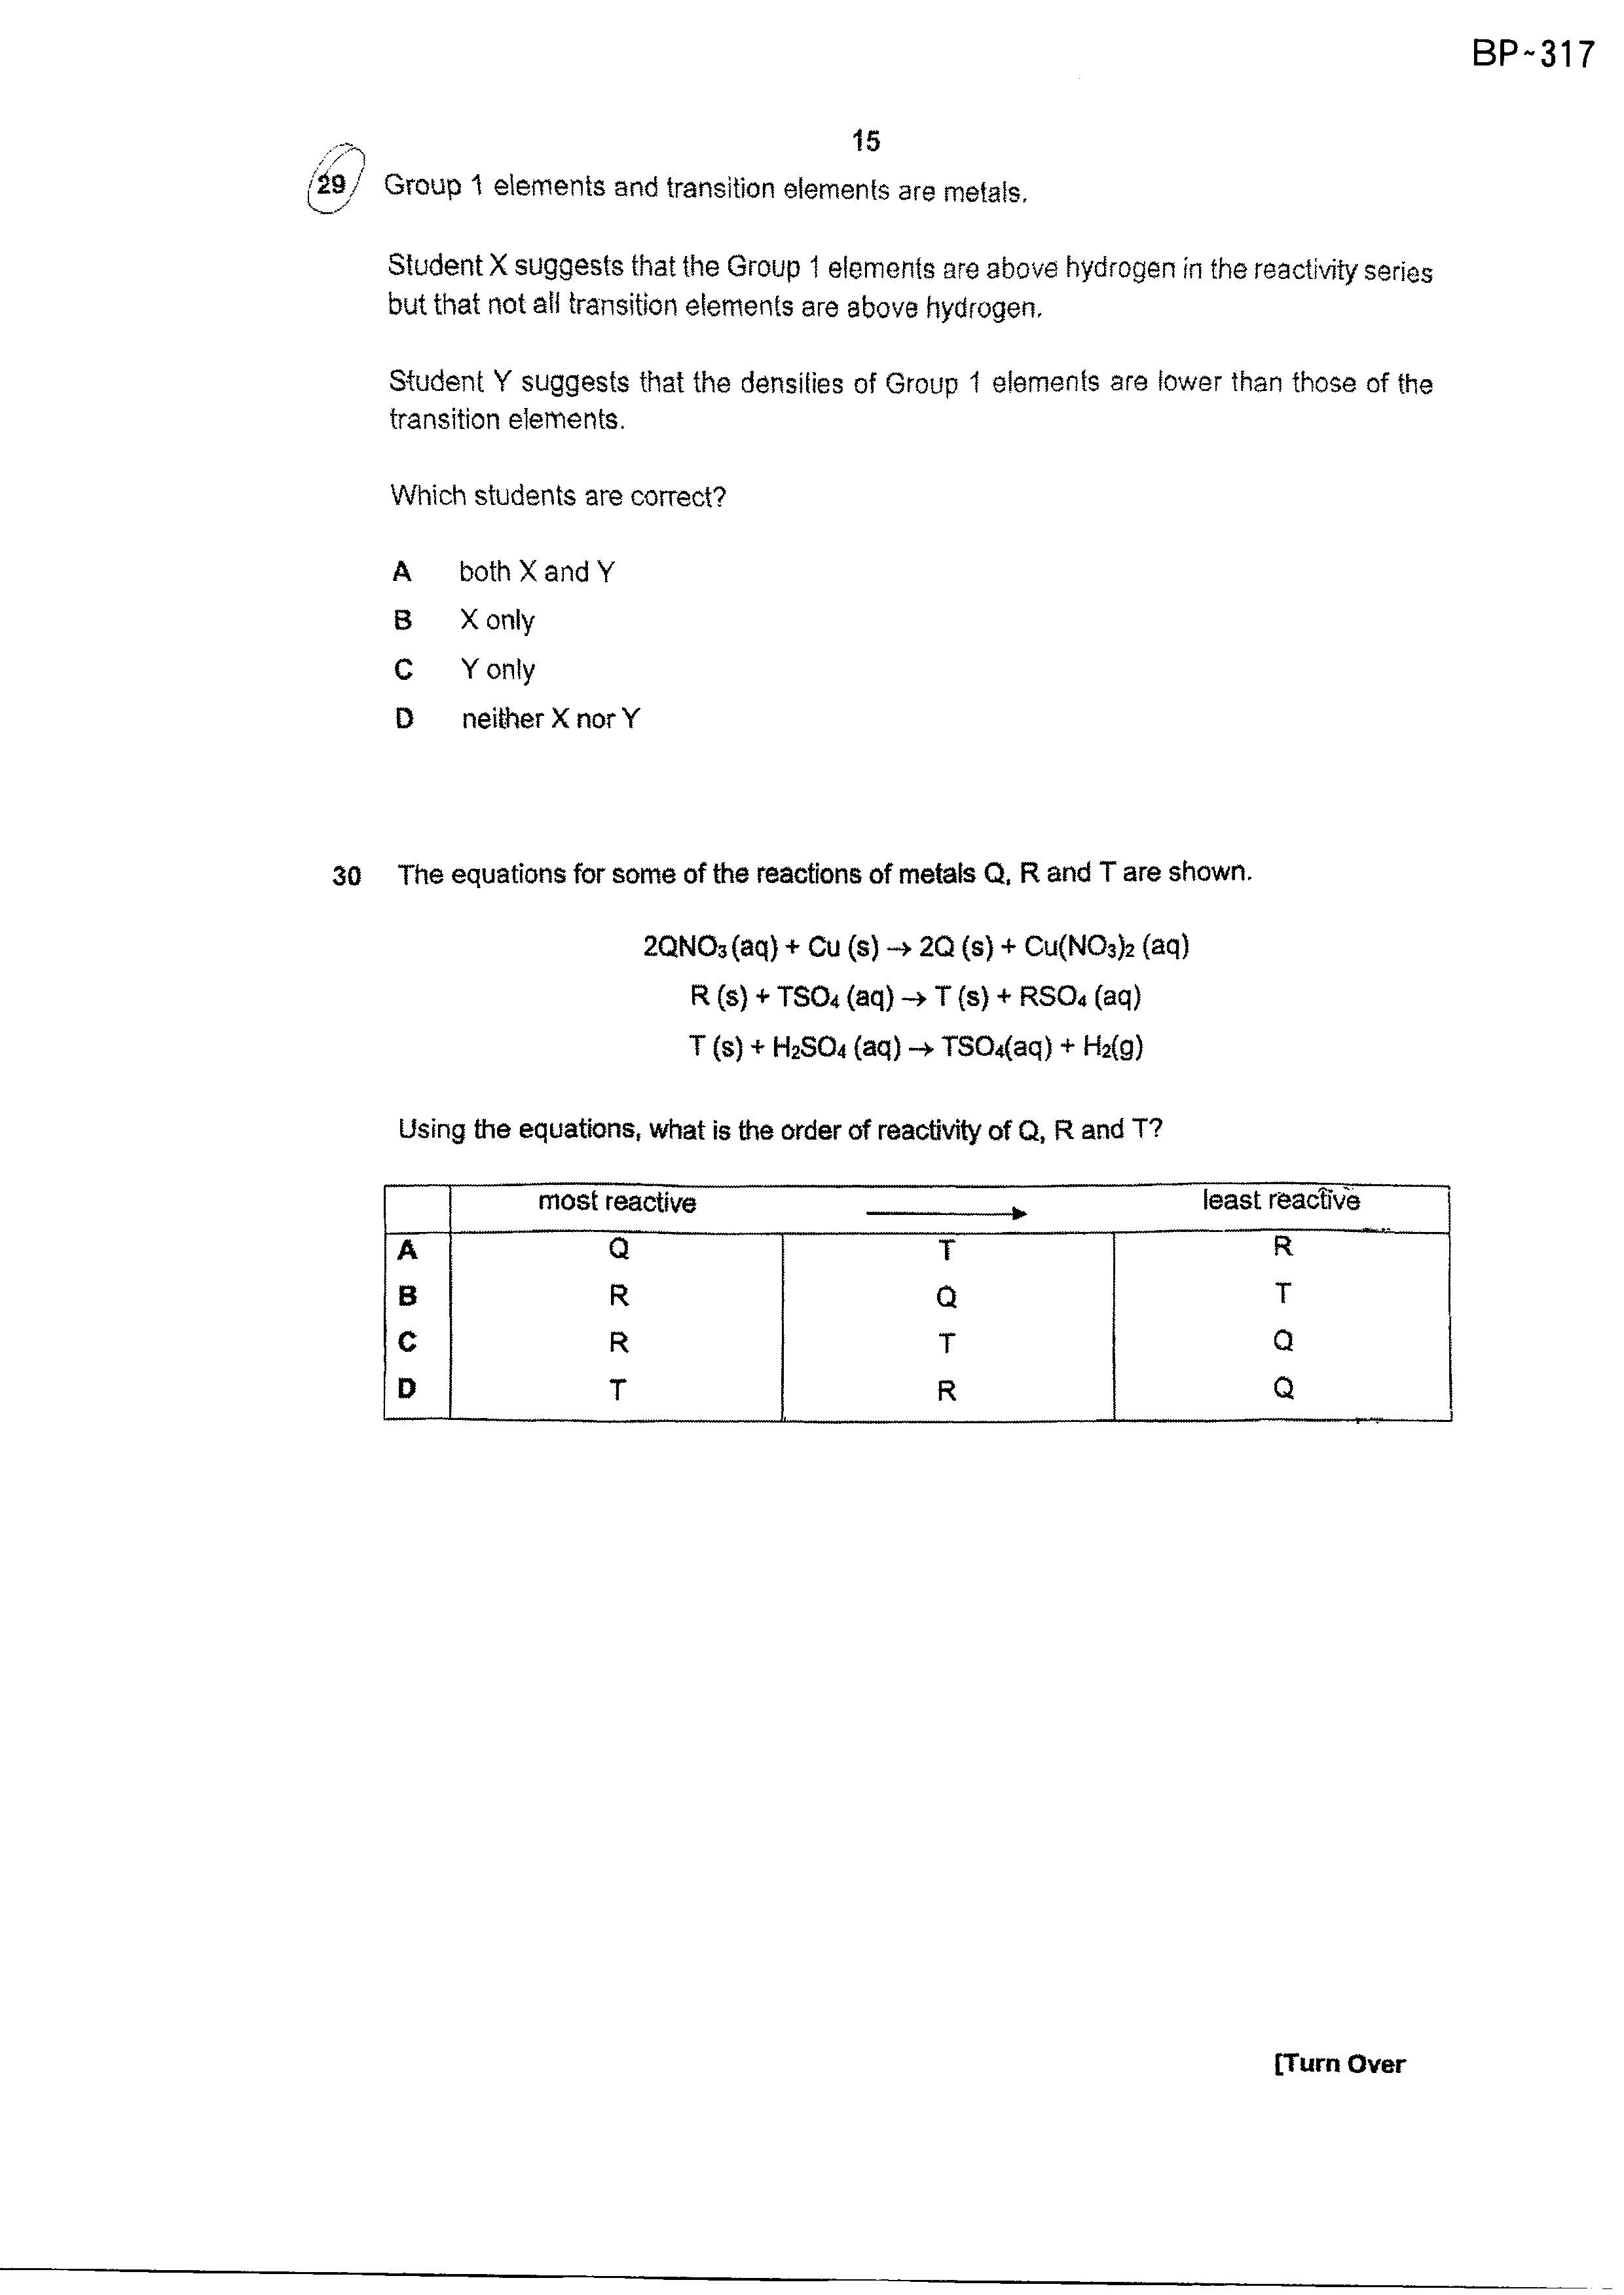 BP~317
15
29 Group 1 elements and transition elements are metals.
Student X suggests that the Group 1 elements are above hydrogen in the reactivity series
but that not all transition elements are above hydrogen.
Student Y suggests that the densities of Group 1 elements are lower than those of the
transition elements.
Which students are correct?
A both X and Y
B X only
C Y only
D neither X nor Y
30 The equations for some of the reactions of metals Q, R and T are shown.
2QNO₃ (aq) + Cu (s) → 2Q (s) + Cu(NO₃)₂ (aq)
R (s) + TSO₄ (aq) → T (s) + RSO₄ (aq)
T (s) + H₂SO₄ (aq) → TSO₄(aq) + H₂(g)
Using the equations, what is the order of reactivity of Q, R and T?
most reactive → least reactive
A Q T R
B R Q T
C R T Q
D T R Q
[Turn Over